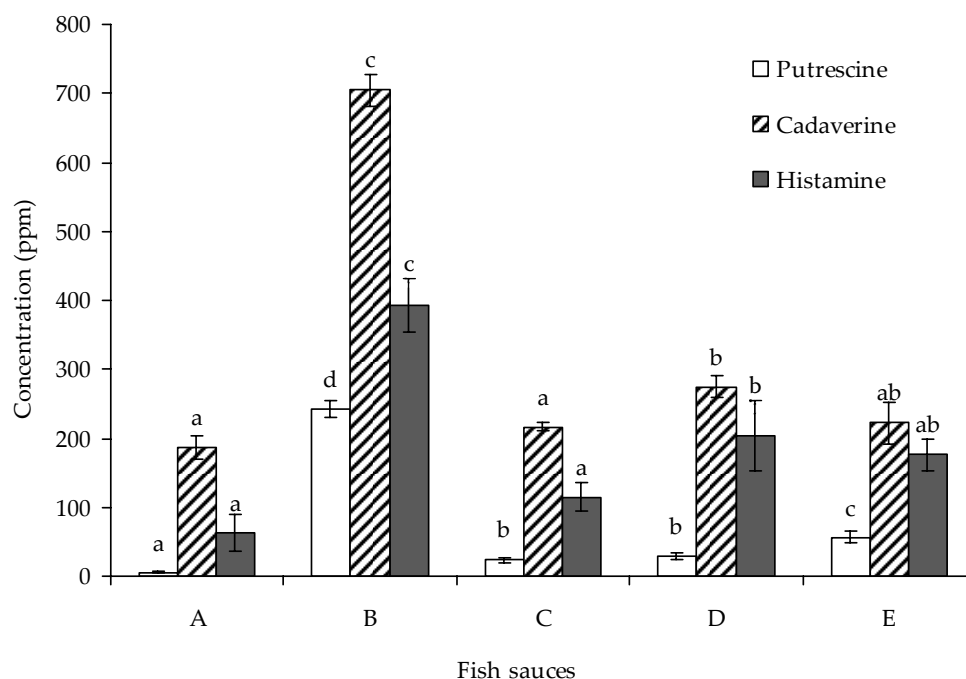 800
700
600
500
400
300
200
100
0
Concentration (ppm)
Putrescine
Cadaverine
Histamine
a
a
a
d
c
c
b
a
a
b
b
b
c
ab
ab
A
B
C
D
E
Fish sauces